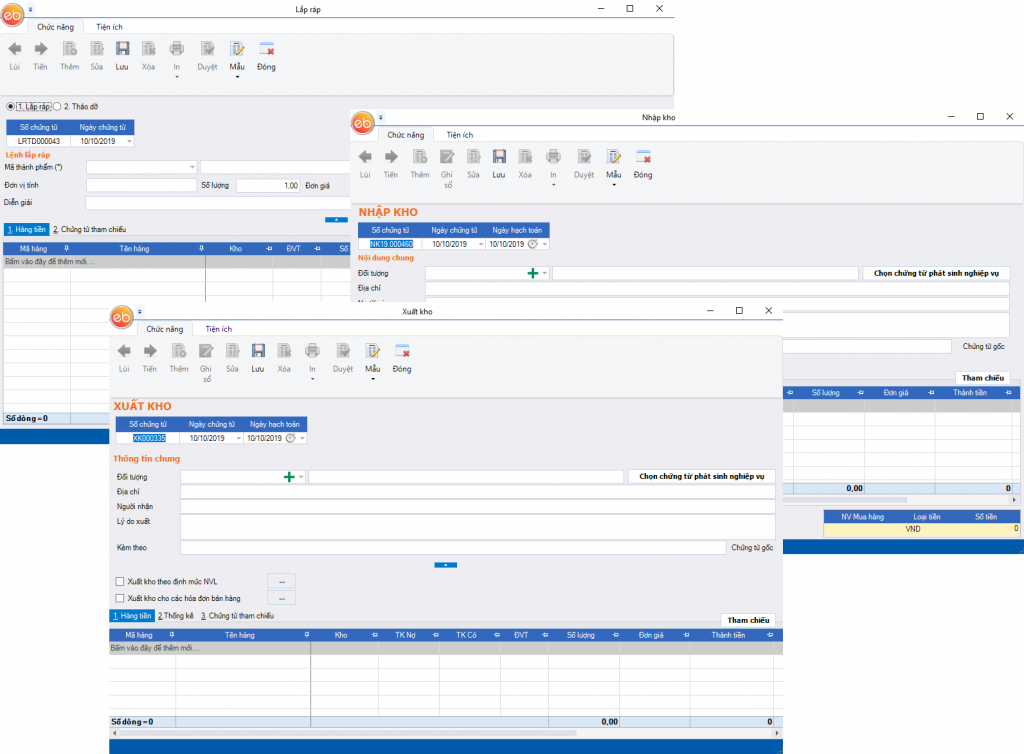 eb
Lắp ráp
Chức năng Tiện ích
Lùi Tiến Thêm Sửa Lưu Xóa In Duyệt Mẫu Đóng
1. Lắp ráp 2. Tháo dỡ
Số chứng từ Ngày chứng từ
LRTD000043 10/10/2019
Lệnh lắp ráp
Mã thành phẩm (*)
Đơn vị tính Số lượng 1.00 Đơn giá
Diễn giải
1. Hàng tiền 2. Chứng từ tham chiếu
Mã hàng Tên hàng Kho ĐVT Số
Bấm vào đây để thêm mới....
Số dòng = 0
eb
Nhập kho
Chức năng Tiện ích
Lùi Tiến Thêm Ghi sổ Sửa Lưu Xóa In Duyệt Mẫu Đóng
NHẬP KHO
Số chứng từ Ngày chứng từ Ngày hạch toán
NK19.000460 10/10/2019 10/10/2019
Nội dung chung
Đối tượng Chọn chứng từ phát sinh nghiệp vụ
Địa chỉ
Chứng từ gốc
Tham chiếu
Số lượng Đơn giá Thành tiền
0,00 0
NV Mua hàng Loại tiền Số tiền
VND 0
eb
Xuất kho
Chức năng Tiện ích
Lùi Tiến Thêm Ghi sổ Sửa Lưu Xóa In Duyệt Mẫu Đóng
XUẤT KHO
Số chứng từ Ngày chứng từ Ngày hạch toán
XK000335 10/10/2019 10/10/2019
Thông tin chung
Đối tượng Chọn chứng từ phát sinh nghiệp vụ
Địa chỉ
Người nhận
Lý do xuất
Kèm theo Chứng từ gốc
Xuất kho theo định mức NVL ...
Xuất kho cho các hóa đơn bán hàng ...
1. Hàng tiền 2.Thống kê 3. Chứng từ tham chiếu
Tham chiếu
Mã hàng Tên hàng Kho TK Nợ TK Có ĐVT Số lượng Đơn giá Thành tiền
Bấm vào đây để thêm mới....
Số dòng = 0 0,00 0